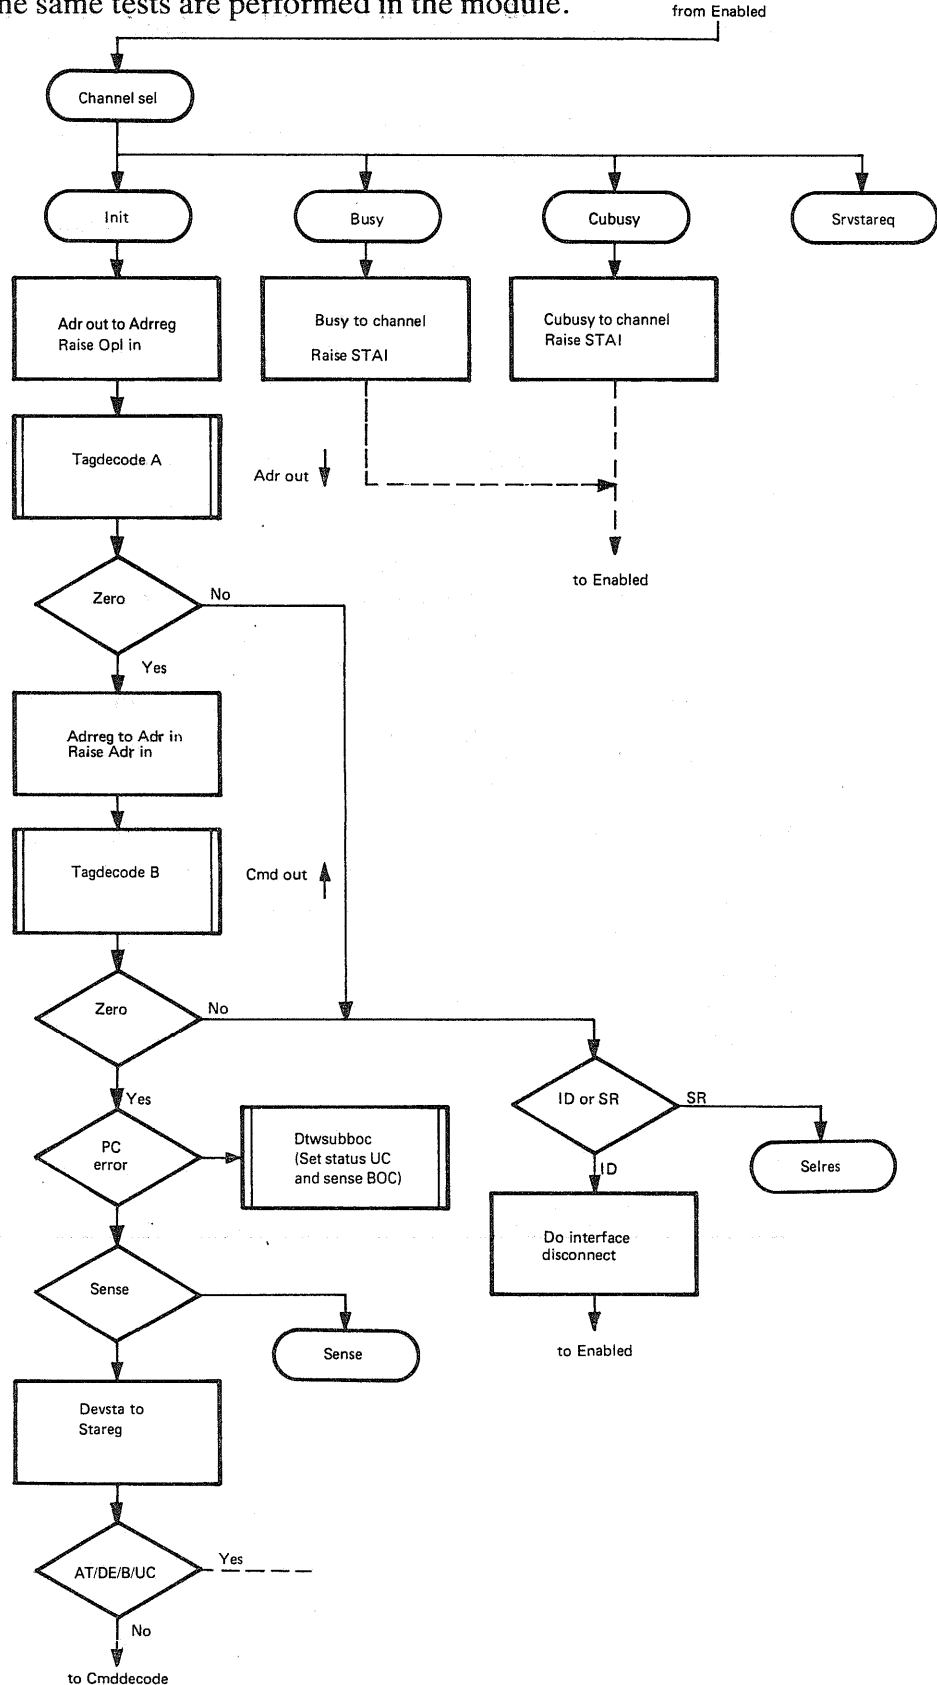 ne same tests are performed in the module.
from Enabled
Channel sel
Init
Busy
Cubusy
Srvstareq
Adr out to Adrreg
Raise Opl in
Busy to channel
Raise STAI
Cubusy to channel
Raise STAI
Tagdecode A
Adr out
to Enabled
Zero
No
Yes
Adrreg to Adr in
Raise Adr in
Tagdecode B
Cmd out
Zero
No
Yes
ID or SR
SR
Selres
ID
PC
error
Dtwsubboc
(Set status UC
and sense BOC)
Do interface
disconnect
to Enabled
Sense
Sense
Devsta to
Stareg
AT/DE/B/UC
Yes
No
to Cmddecode